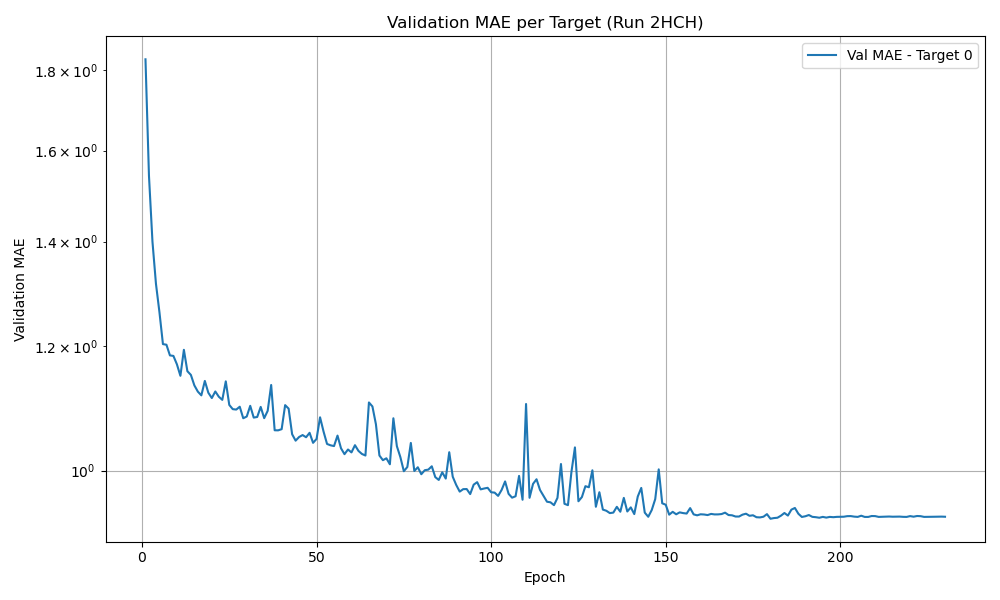 Validation MAE per Target (Run 2HCH)
Val MAE - Target 0
Validation MAE
1.8 × 10⁰
1.6 × 10⁰
1.4 × 10⁰
1.2 × 10⁰
10⁰
0 50 100 150 200
Epoch